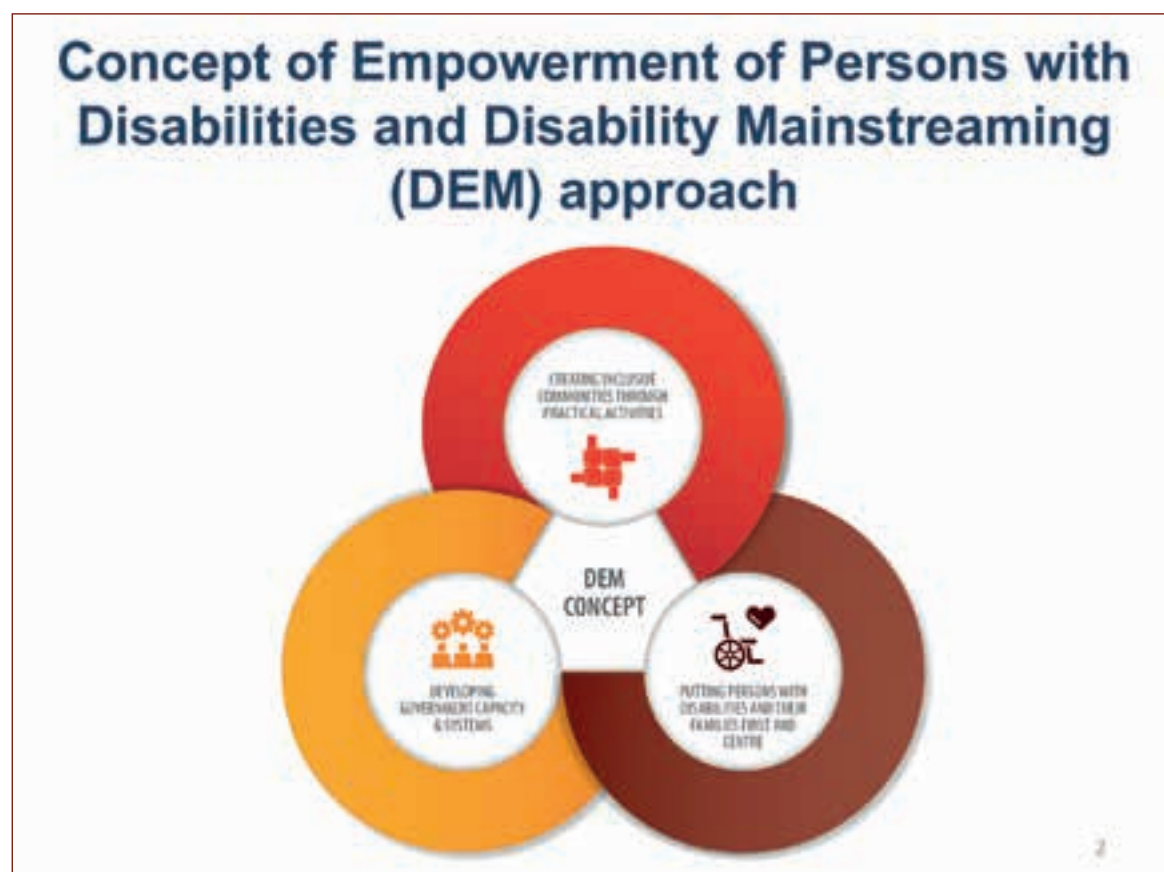 Concept of Empowerment of Persons with
Disabilities and Disability Mainstreaming
(DEM) approach
CREATING INCLUSIVE
COMMUNITIES THROUGH
PRACTICAL ACTIVITIES
DEM
CONCEPT
DEVELOPING
GOVERNMENT CAPACITY
& SYSTEMS
PUTTING PERSONS WITH
DISABILITIES AND THEIR
FAMILIES FIRST AND
CENTRE
2